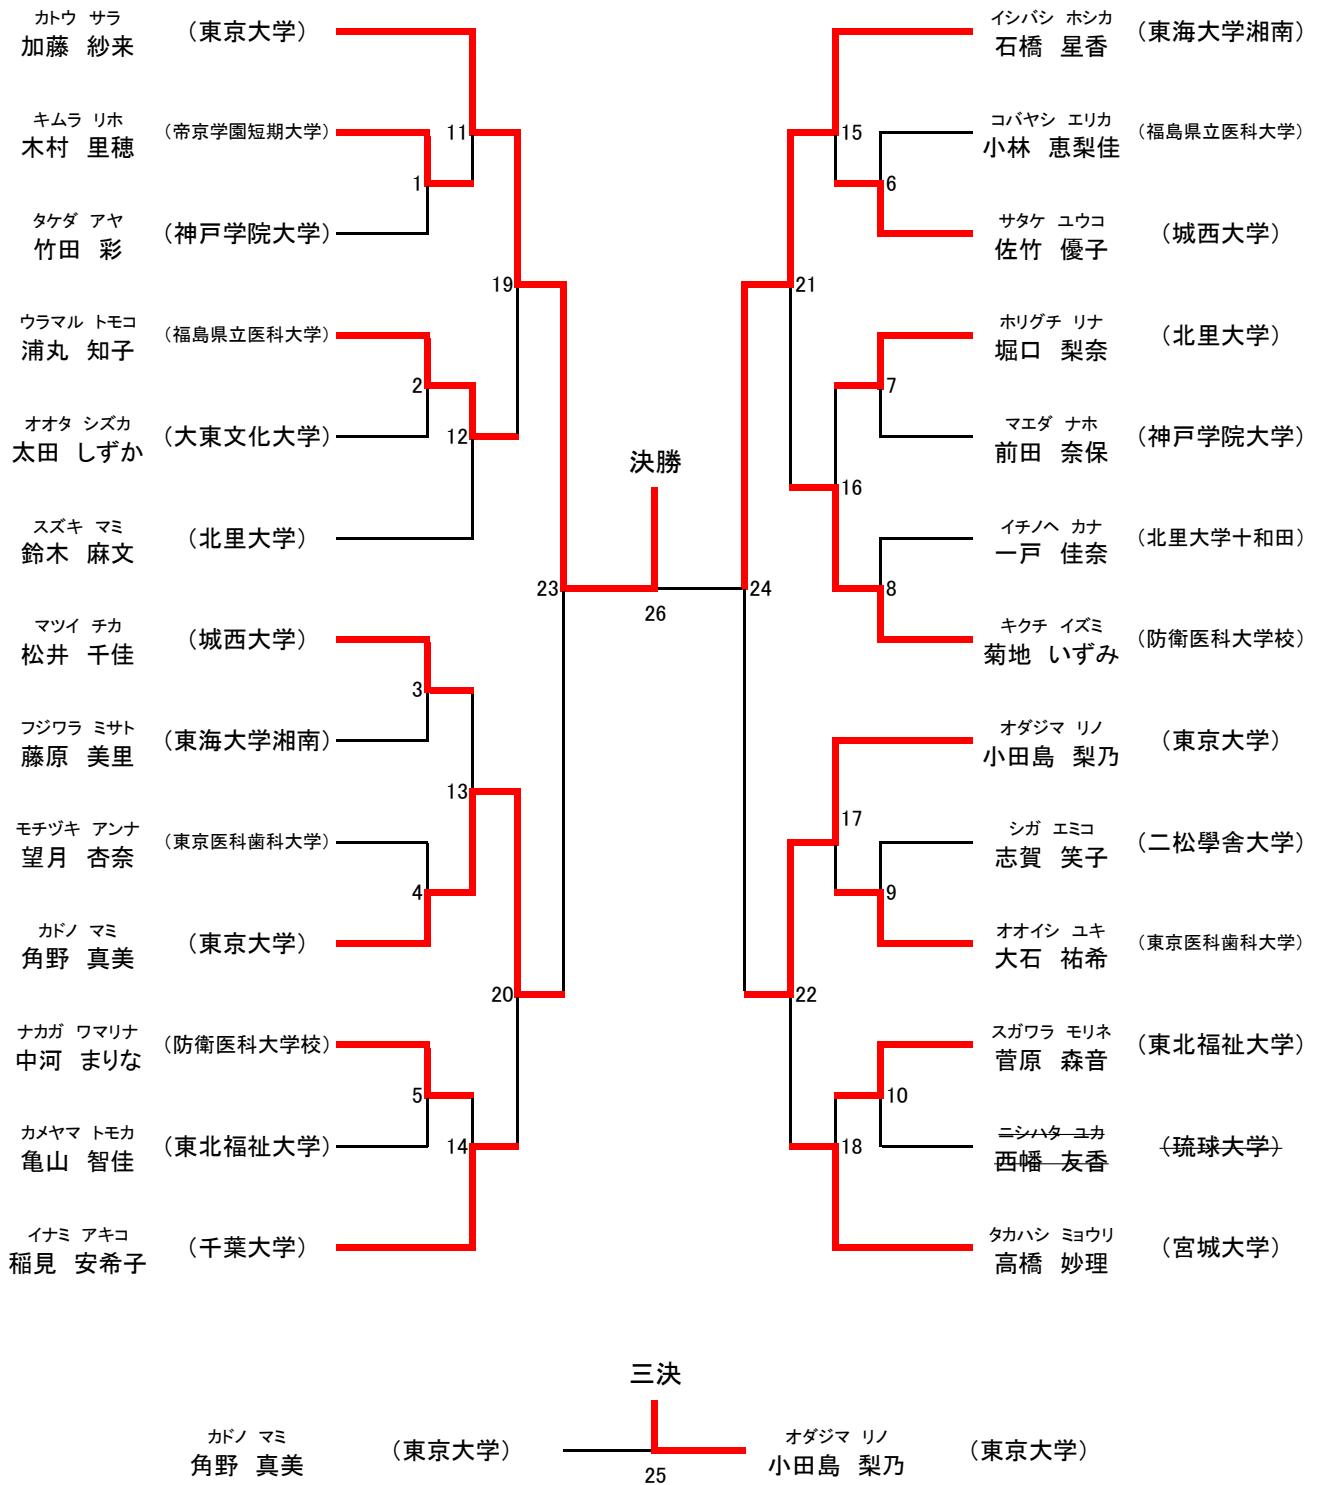 カトウ サラ
加藤 紗来 （東京大学）
キムラ リホ
木村 里穂 （帝京学園短期大学）
タケダ アヤ
竹田 彩 （神戸学院大学）
ウラマル トモコ
浦丸 知子 （福島県立医科大学）
オオタ シズカ
太田 しずか （大東文化大学）
スズキ マミ
鈴木 麻文 （北里大学）
マツイ チカ
松井 千佳 （城西大学）
フジワラ ミサト
藤原 美里 （東海大学湘南）
モチヅキ アンナ
望月 杏奈 （東京医科歯科大学）
カドノ マミ
角野 真美 （東京大学）
ナカガ ワマリナ
中河 まりな （防衛医科大学校）
カメヤマ トモカ
亀山 智佳 （東北福祉大学）
イナミ アキコ
稲見 安希子 （千葉大学）
1
2
3
4
5
11
12
13
14
19
20
23
決勝
26
24
21
22
15
16
17
18
6
7
8
9
10
イシバシ ホシカ
石橋 星香 （東海大学湘南）
コバヤシ エリカ
小林 恵梨佳 （福島県立医科大学）
サタケ ユウコ
佐竹 優子 （城西大学）
ホリグチ リナ
堀口 梨奈 （北里大学）
マエダ ナホ
前田 奈保 （神戸学院大学）
イチノヘ カナ
一戸 佳奈 （北里大学十和田）
キクチ イズミ
菊地 いずみ （防衛医科大学校）
オダジマ リノ
小田島 梨乃 （東京大学）
シガ エミコ
志賀 笑子 （二松學舎大学）
オオイシ ユキ
大石 祐希 （東京医科歯科大学）
スガワラ モリネ
菅原 森音 （東北福祉大学）
ニシハタ ユカ
西幡 友香 （琉球大学）
タカハシ ミョウリ
高橋 妙理 （宮城大学）
三決
カドノ マミ
角野 真美 （東京大学）
25
オダジマ リノ
小田島 梨乃 （東京大学）